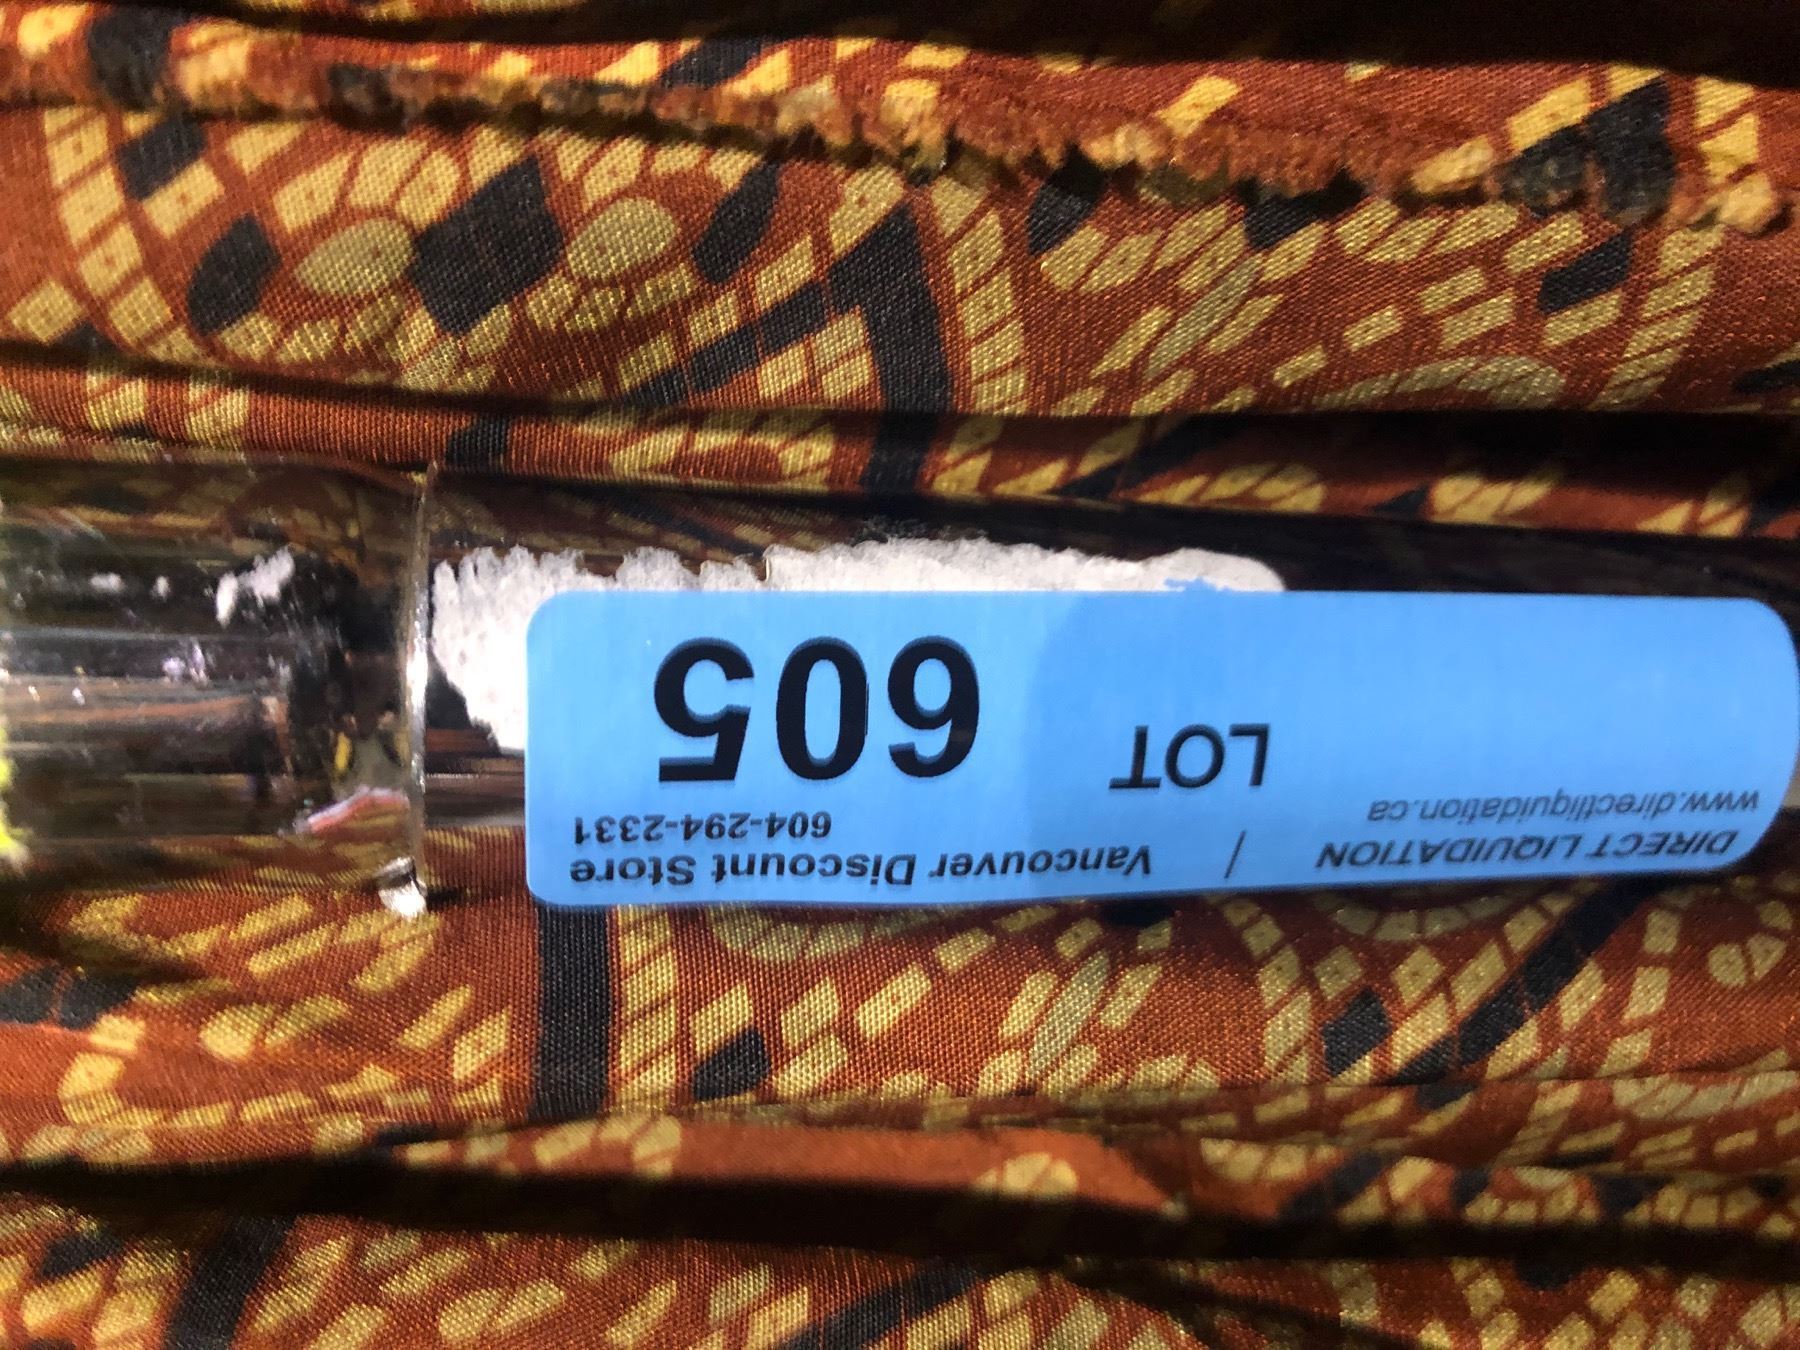 DIRECT LIQUIDATION | Vancouver Discount Store
www.directliquidation.ca 604-294-2331
LOT 605